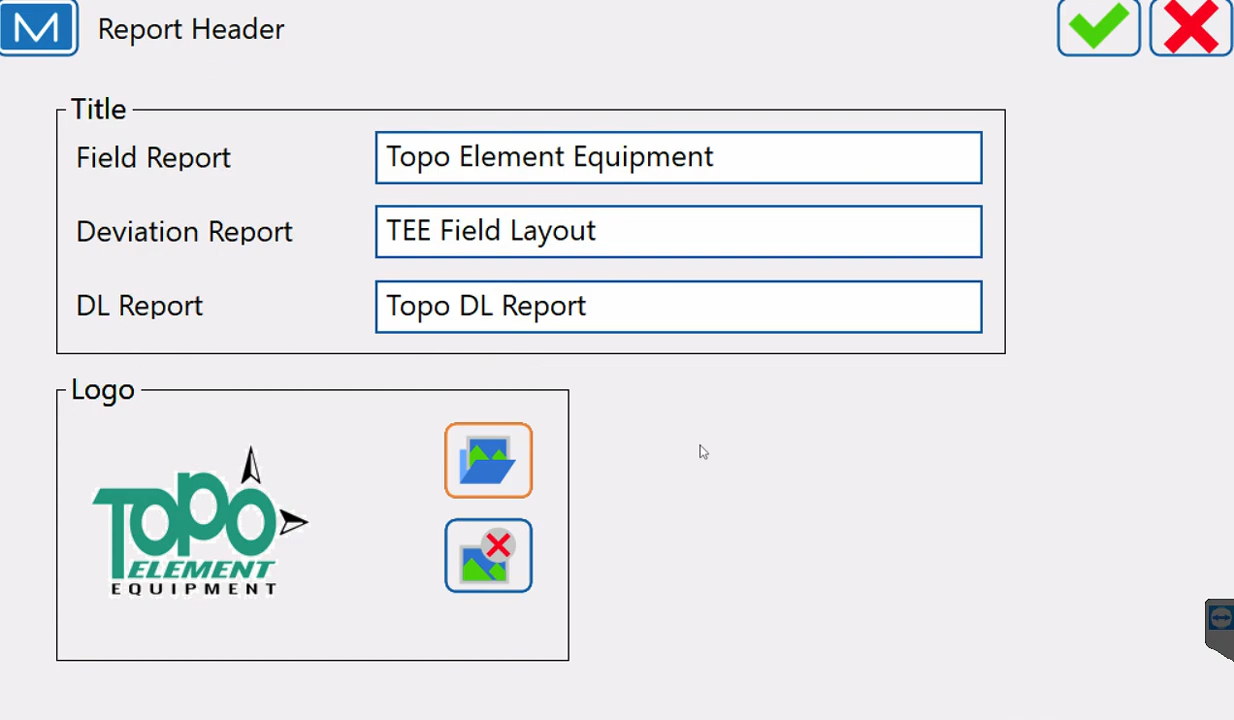 M Report Header
Title
Field Report Topo Element Equipment
Deviation Report TEE Field Layout
DL Report Topo DL Report
Logo
TOPO
ELEMENT
EQUIPMENT